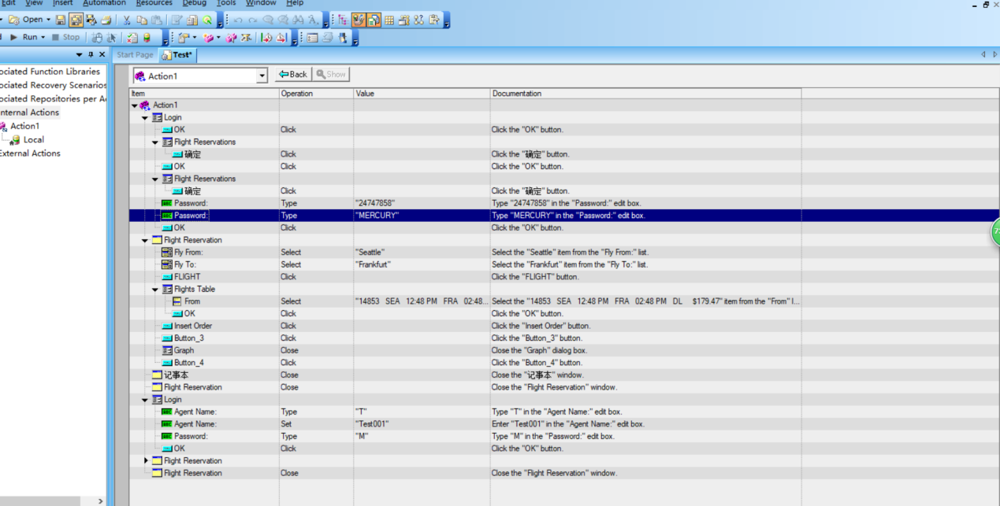 Edit View Insert Automation Resources Debug Tools Window Help
Open
Run Stop
Start Page Test*
ociated Function Libraries
ociated Recovery Scenarios
ociated Repositories per A
nternal Actions
Action1
Local
External Actions
Action1 Back Show
Item Operation Value Documentation
Action1
Login
OK Click Click the "OK" button.
Flight Reservations
确定 Click Click the "确定" button.
OK Click Click the "OK" button.
Flight Reservations
确定 Click Click the "确定" button.
Password: Type "24747858" Type "24747858" in the "Password:" edit box.
Password: Type "MERCURY" Type "MERCURY" in the "Password:" edit box.
OK Click Click the "OK" button.
Flight Reservation
Fly From: Select "Seattle" Select the "Seattle" item from the "Fly From:" list.
Fly To: Select "Frankfurt" Select the "Frankfurt" item from the "Fly To:" list.
FLIGHT Click Click the "FLIGHT" button.
Flights Table
From Select "14853 SEA 12:48 PM FRA 02:48... Select the "14853 SEA 12:48 PM FRA 02:48 PM DL $179.47" item from the "From" l...
OK Click Click the "OK" button.
Insert Order Click Click the "Insert Order" button.
Button_3 Click Click the "Button_3" button.
Graph Close Close the "Graph" dialog box.
Button_4 Click Click the "Button_4" button.
记事本 Close Close the "记事本" window.
Flight Reservation Close Close the "Flight Reservation" window.
Login
Agent Name: Type "T" Type "T" in the "Agent Name:" edit box.
Agent Name: Set "Test001" Enter "Test001" in the "Agent Name:" edit box.
Password: Type "M" Type "M" in the "Password:" edit box.
OK Click Click the "OK" button.
Flight Reservation
Flight Reservation Close Close the "Flight Reservation" window.